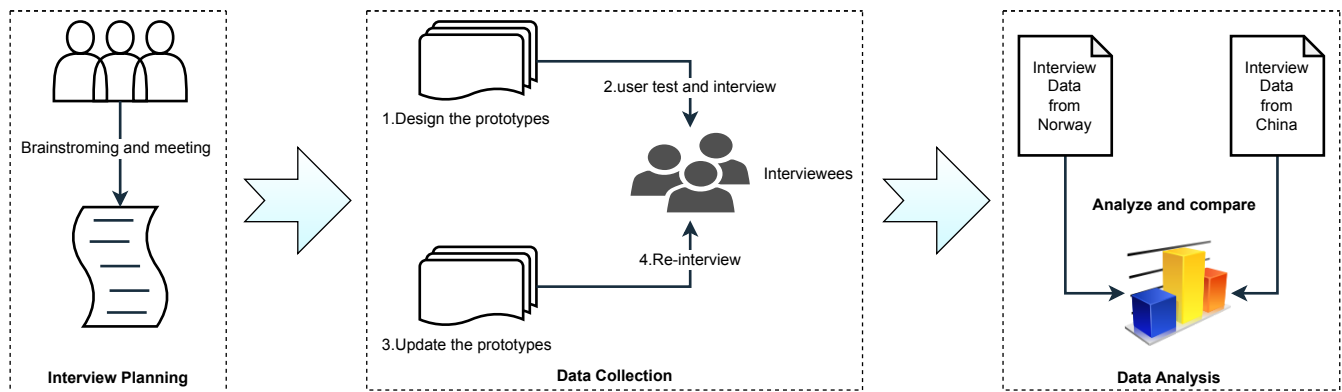 Brainstroming and meeting
Interview Planning
1.Design the prototypes
2.user test and interview
Interviewees
4.Re-interview
3.Update the prototypes
Data Collection
Interview
Data
from
Norway
Interview
Data
from
China
Analyze and compare
Data Analysis